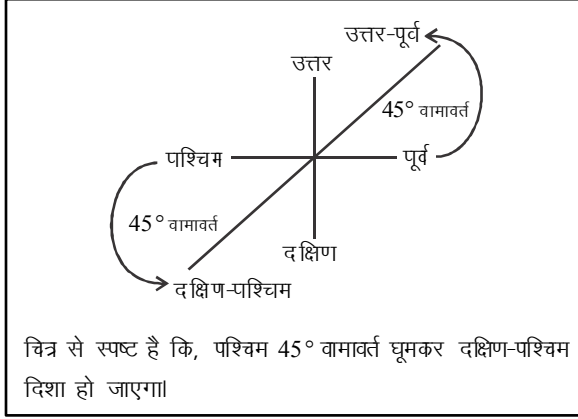 उत्तर-पूर्व
उत्तर
45° वामावर्त
पश्चिम
पूर्व
45° वामावर्त
दक्षिण
दक्षिण-पश्चिम
चित्र से स्पष्ट है कि, पश्चिम 45° वामावर्त घूमकर दक्षिण-पश्चिम
दिशा हो जाएगा।